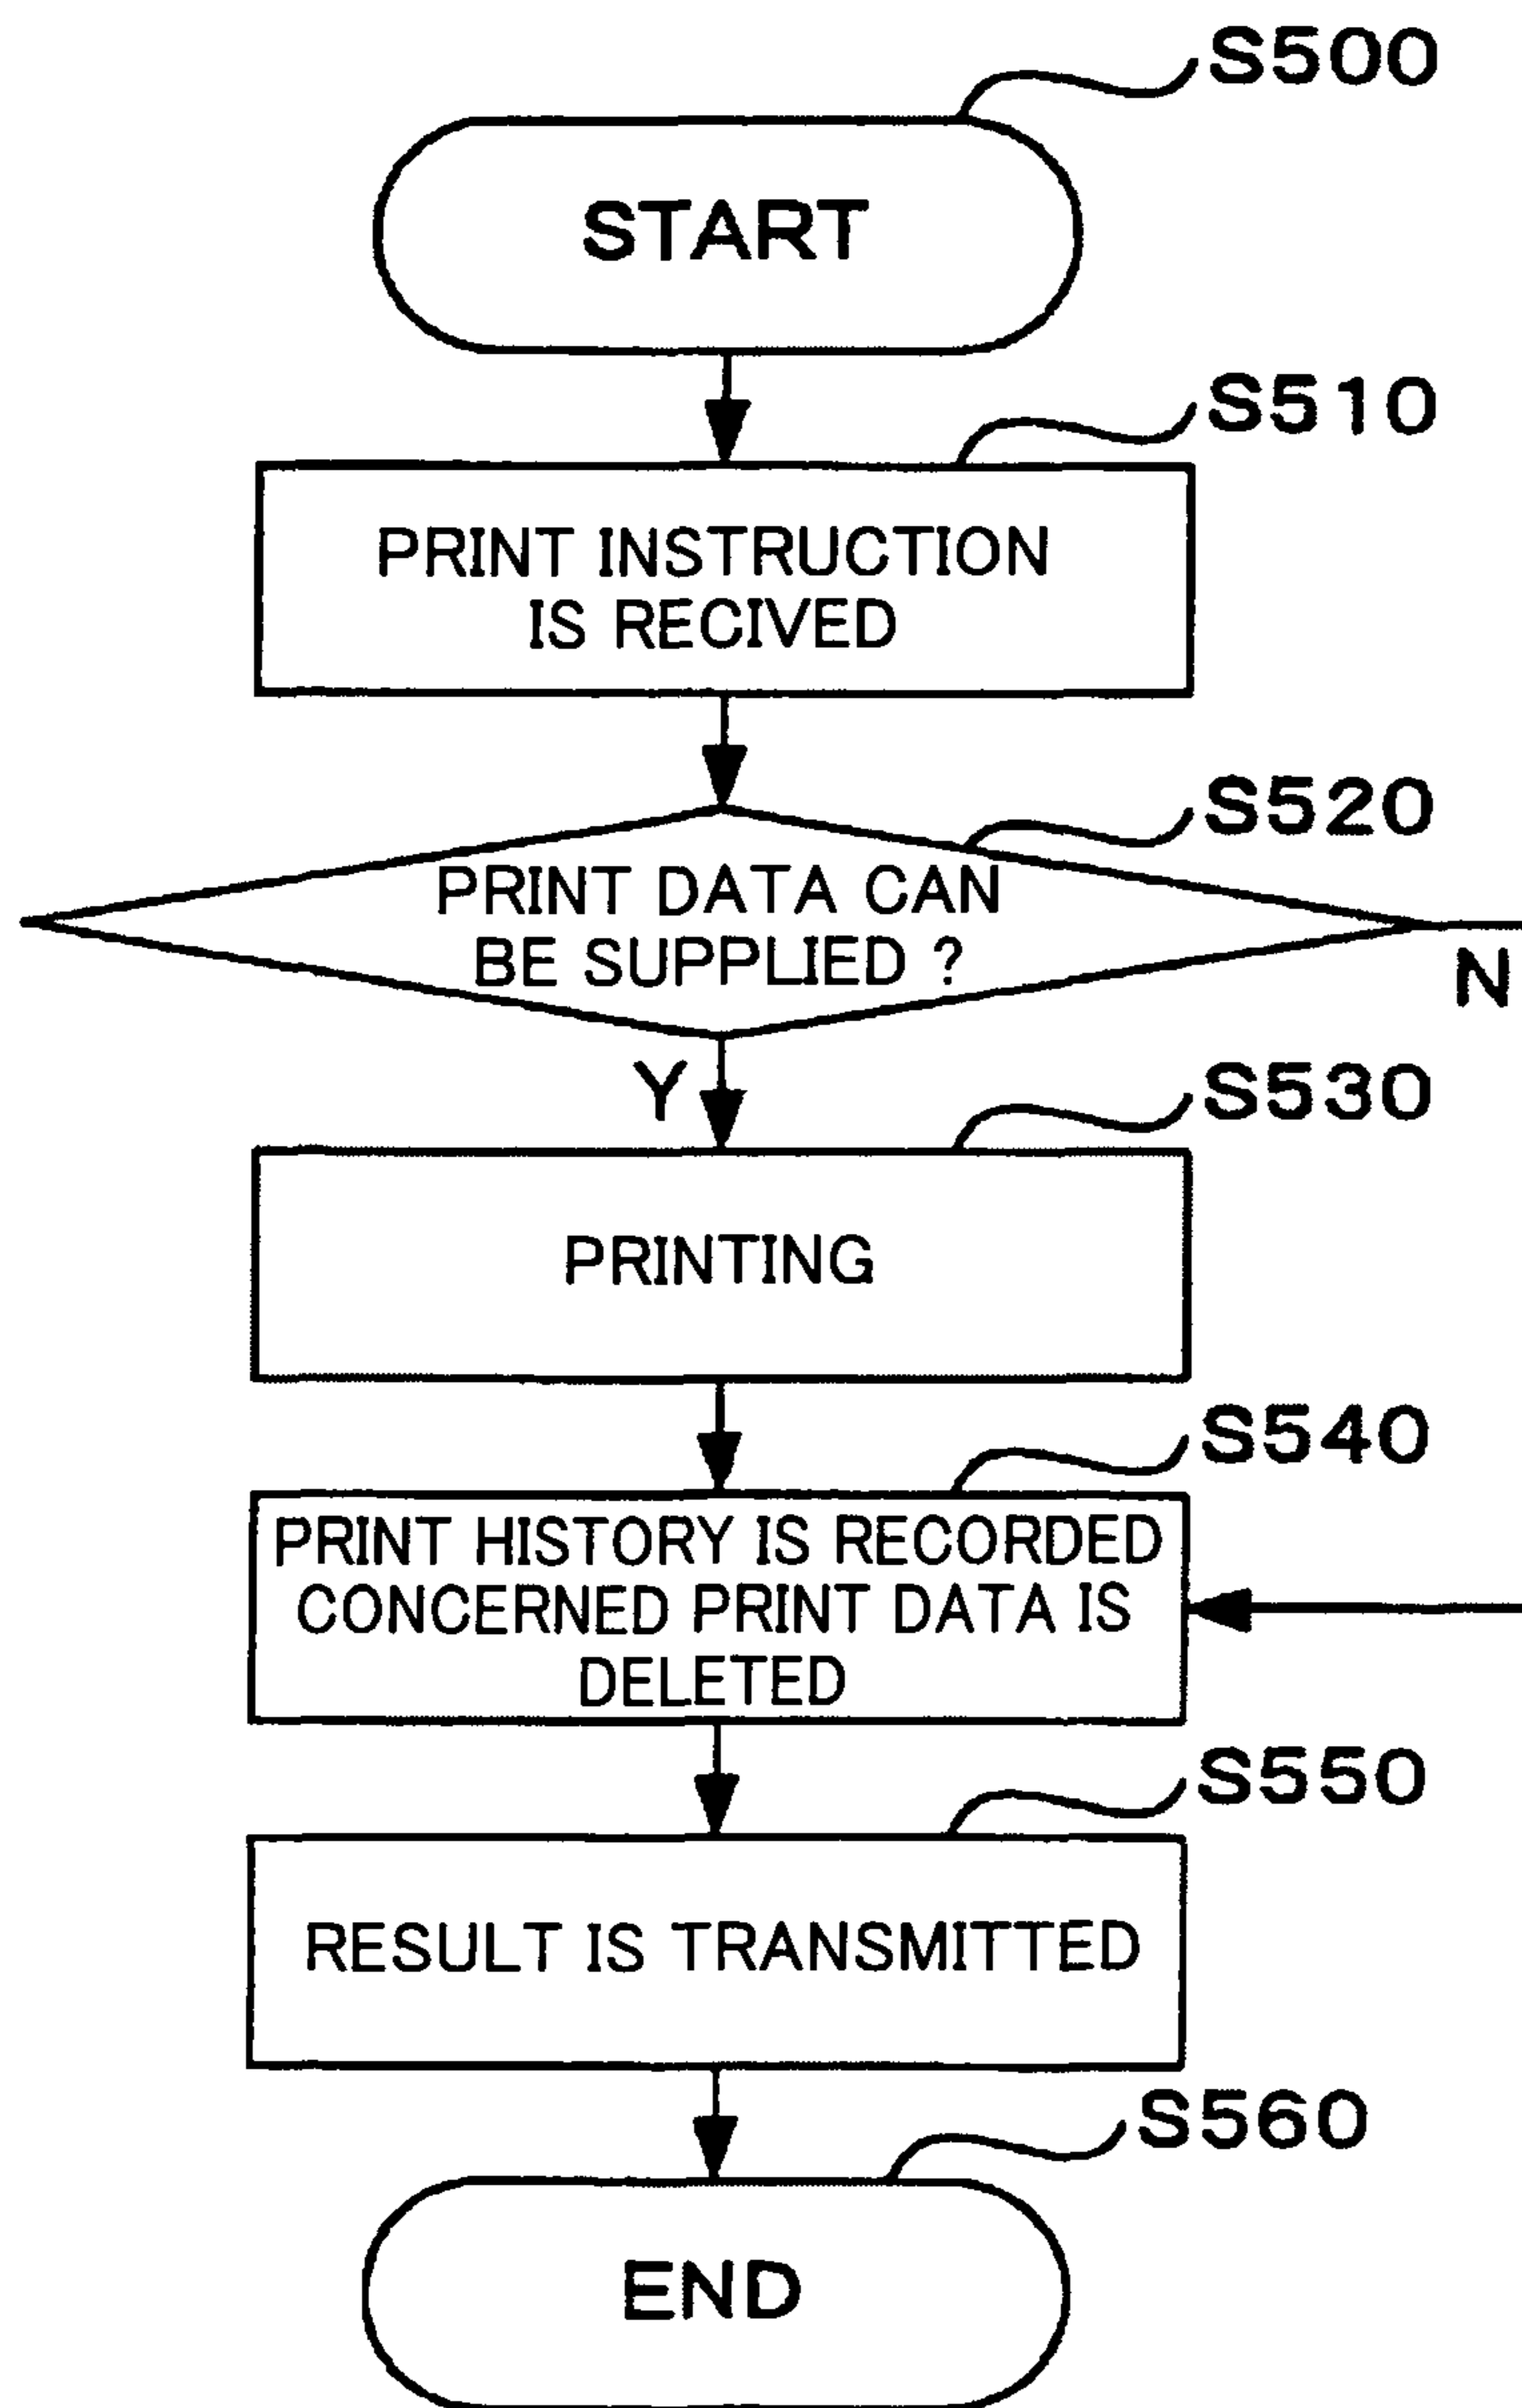 S500
START
S510
PRINT INSTRUCTION
IS RECIVED
S520
PRINT DATA CAN
BE SUPPLIED ?
N
Y
S530
PRINTING
S540
PRINT HISTORY IS RECORDED
CONCERNED PRINT DATA IS
DELETED
S550
RESULT IS TRANSMITTED
S560
END